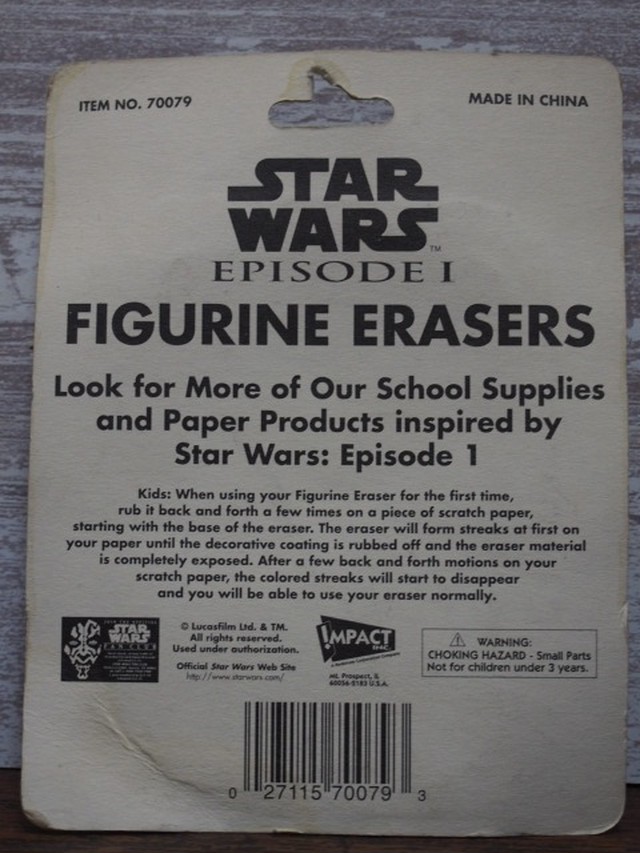 ITEM NO. 70079
MADE IN CHINA
STAR
WARS
TM
EPISODE I
FIGURINE ERASERS
Look for More of Our School Supplies
and Paper Products inspired by
Star Wars: Episode 1
Kids: When using your Figurine Eraser for the first time,
rub it back and forth a few times on a piece of scratch paper,
starting with the base of the eraser. The eraser will form streaks at first on
your paper until the decorative coating is rubbed off and the eraser material
is completely exposed. After a few back and forth motions on your
scratch paper, the colored streaks will start to disappear
and you will be able to use your eraser normally.
STAR
WARS
FAN CLUB
© Lucasfilm Ltd. & TM.
All rights reserved.
Used under authorization.
Official Star Wars Web Site
http://www.starwars.com/
IMPACT
INC.
Mt. Prospect, IL
60056-5183 U.S.A.
WARNING:
CHOKING HAZARD - Small Parts
Not for children under 3 years.
0 27115 70079 3